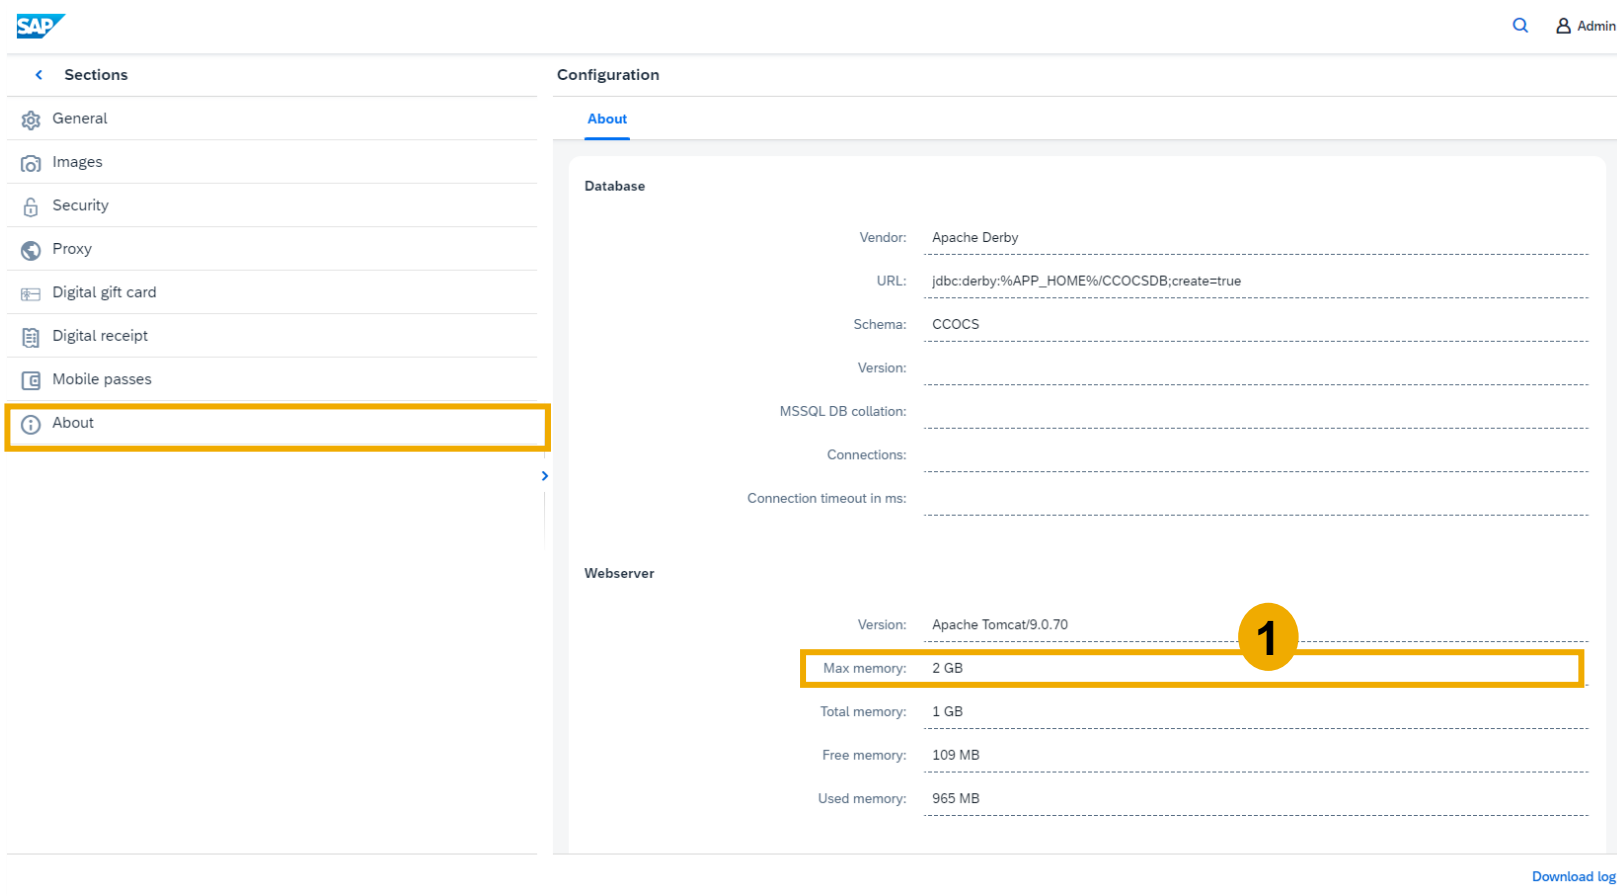 SAP
Admin
Sections
Configuration
General
About
Images
Security
Proxy
Digital gift card
Digital receipt
Mobile passes
About
Database
Vendor: Apache Derby
URL: jdbc:derby:%APP_HOME%/CCOCSDB;create=true
Schema: CCOCS
Version:
MSSQL DB collation:
Connections:
Connection timeout in ms:
Webserver
Version: Apache Tomcat/9.0.70
1
Max memory: 2 GB
Total memory: 1 GB
Free memory: 109 MB
Used memory: 965 MB
Download log